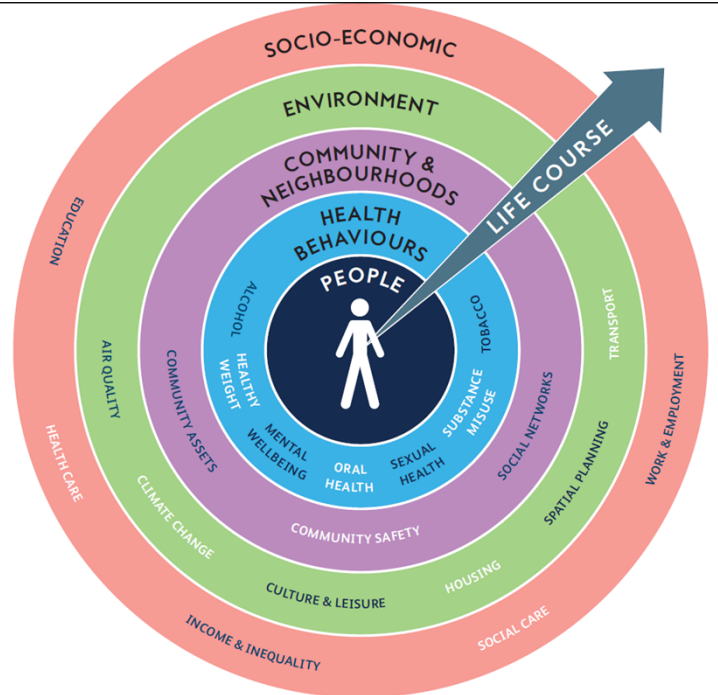 SOCIO-ECONOMIC
ENVIRONMENT
COMMUNITY &
NEIGHBOURHOODS
HEALTH
BEHAVIOURS
PEOPLE
LIFE COURSE
ALCOHOL
HEALTHY
WEIGHT
MENTAL
WELLBEING
ORAL
HEALTH
SEXUAL
HEALTH
SUBSTANCE
MISUSE
TOBACCO
COMMUNITY ASSETS
COMMUNITY SAFETY
SOCIAL NETWORKS
AIR QUALITY
CLIMATE CHANGE
CULTURE & LEISURE
HOUSING
SPATIAL PLANNING
TRANSPORT
EDUCATION
HEALTH CARE
INCOME & INEQUALITY
SOCIAL CARE
WORK & EMPLOYMENT